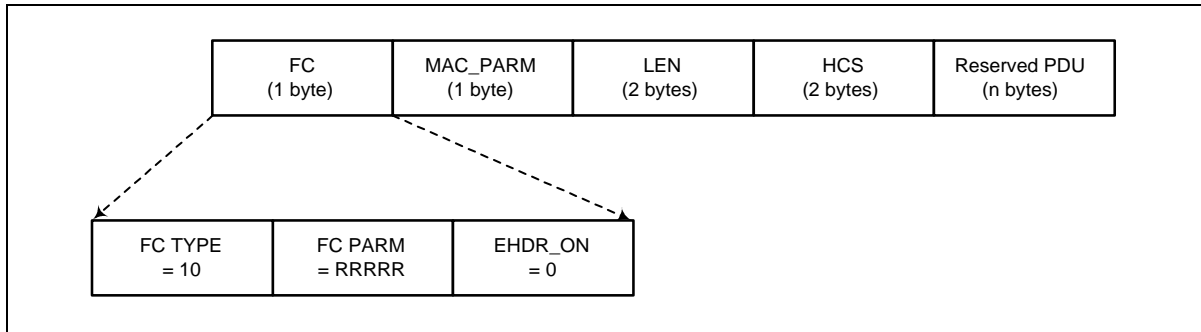 FC MAC_PARM LEN HCS Reserved PDU
(1 byte) (1 byte) (2 bytes) (2 bytes) (n bytes)
FC TYPE FC PARM EHDR_ON
= 10 = RRRRR = 0